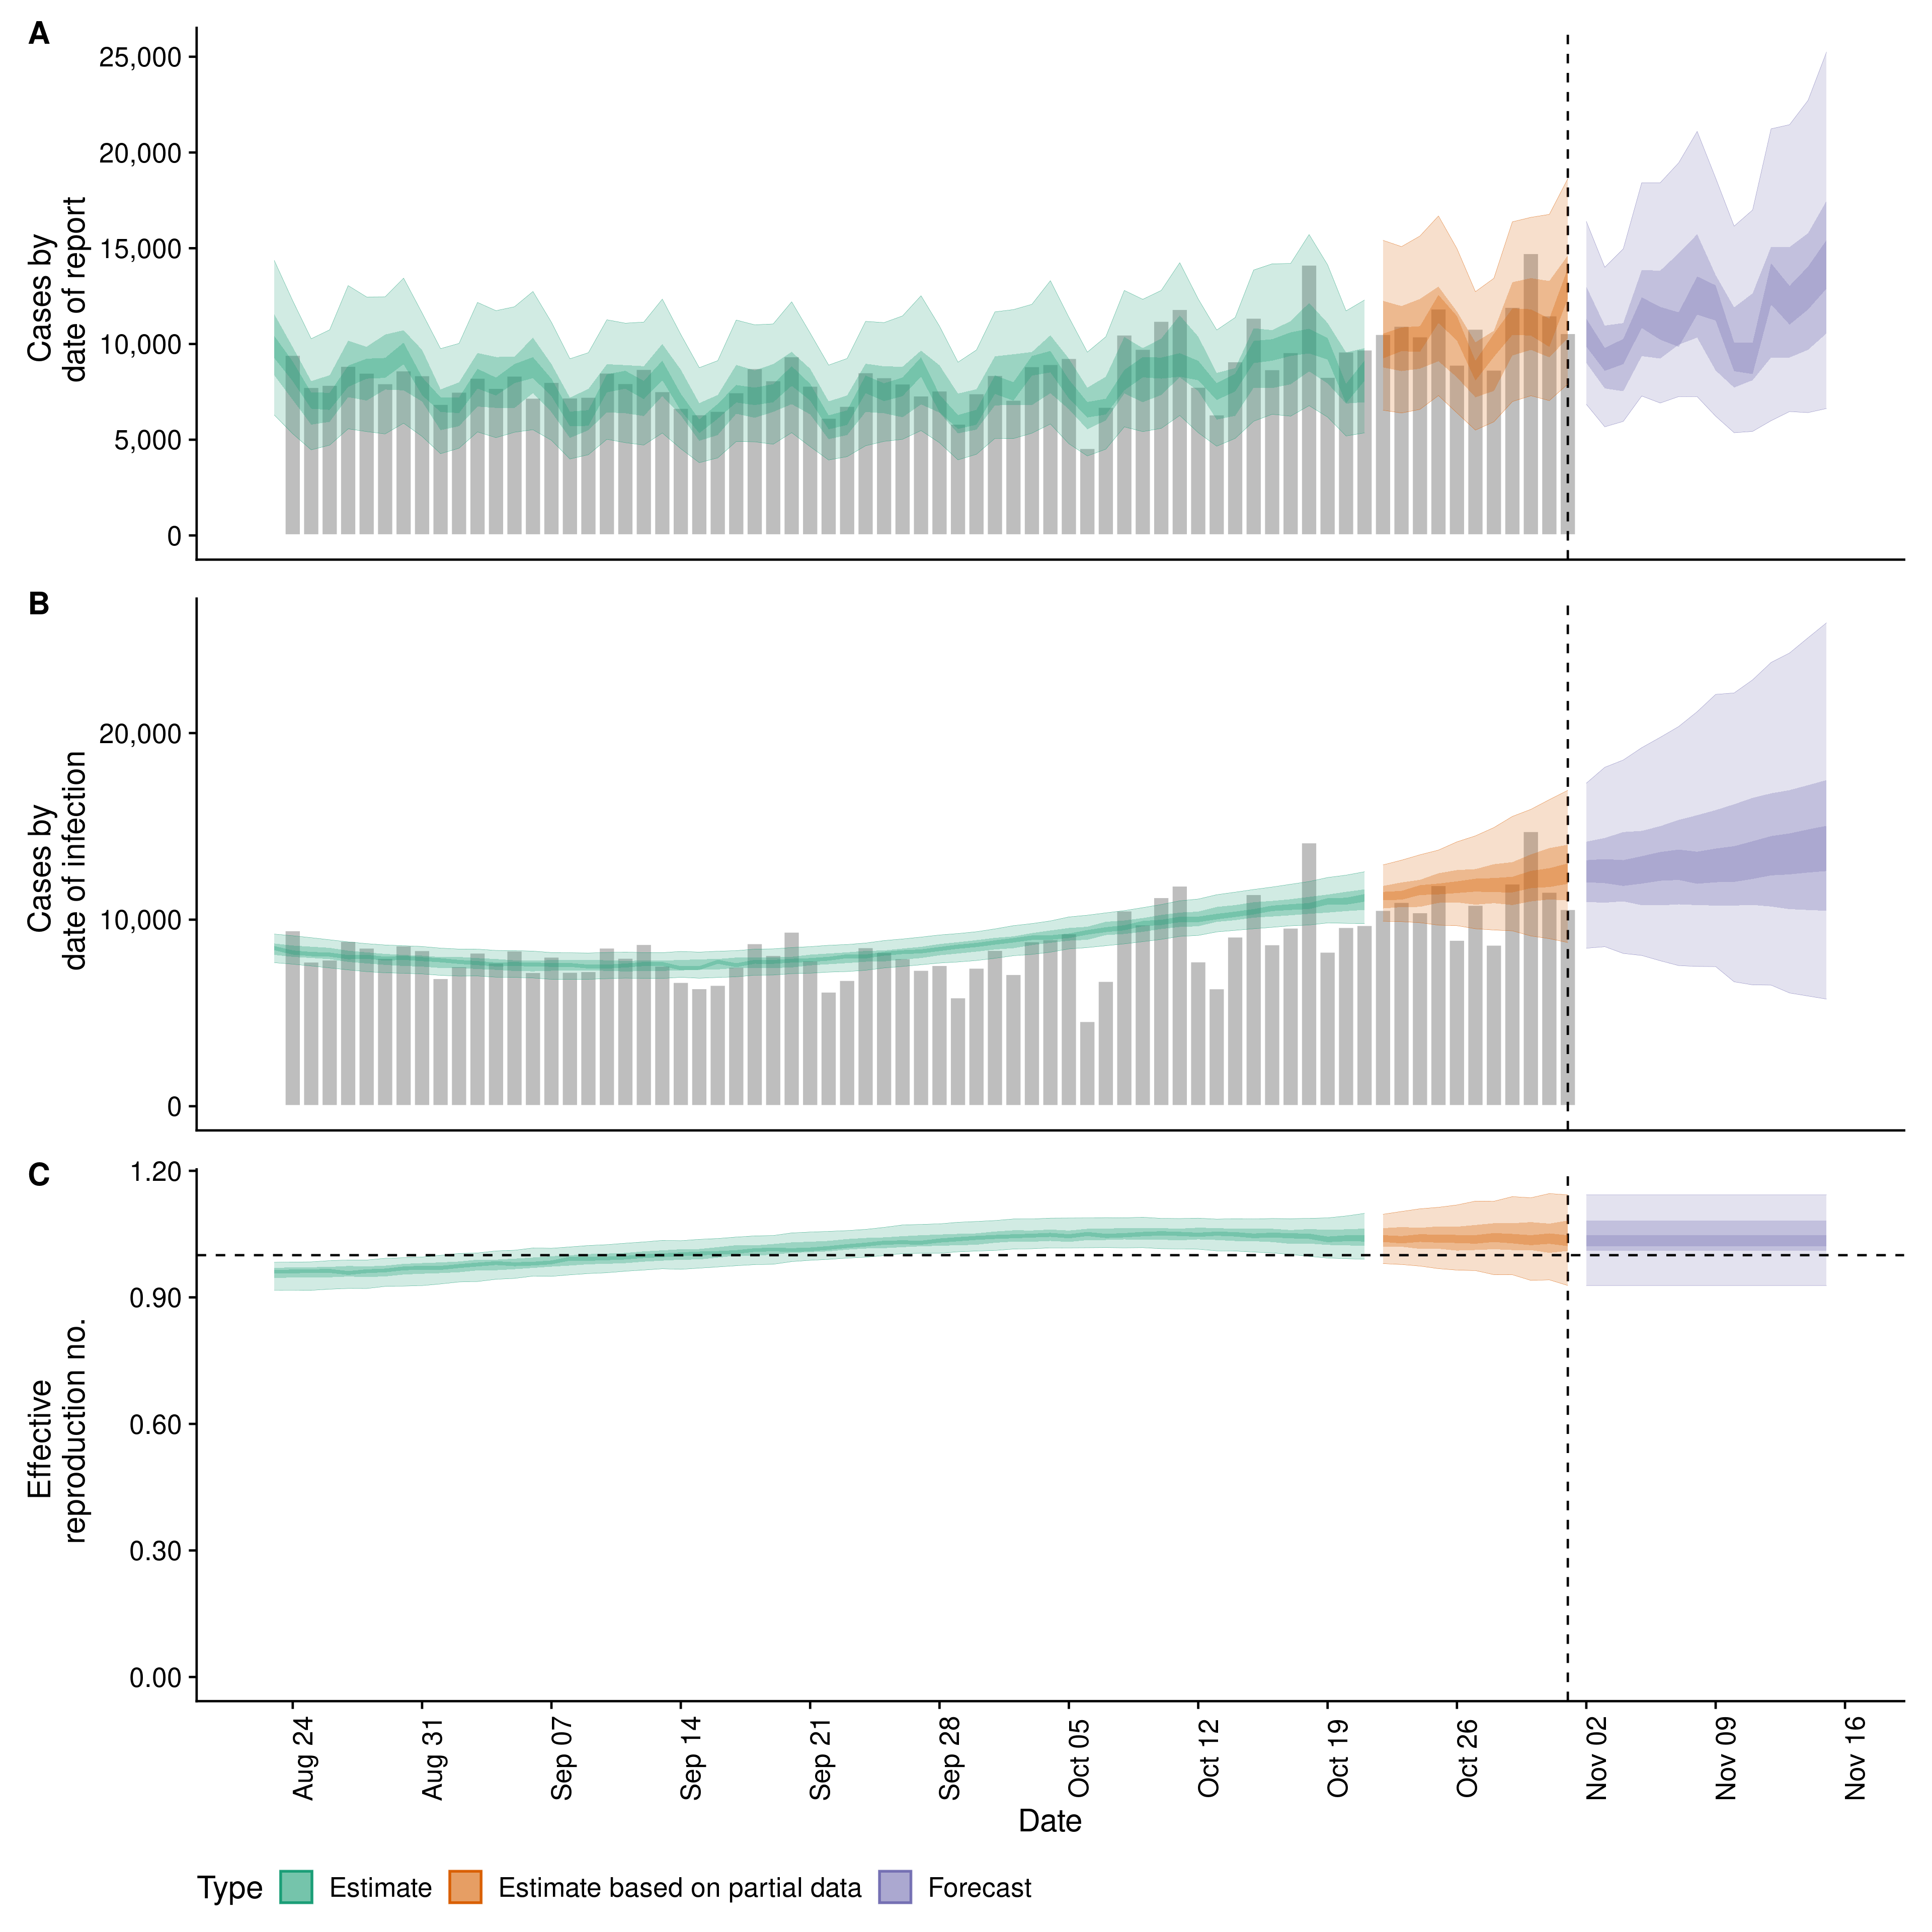 A
25,000
20,000
15,000
10,000
5,000
0
Cases by
date of report
B
20,000
10,000
0
Cases by
date of infection
C
1.20
0.90
0.60
0.30
0.00
Effective
reproduction no.
Aug 24
Aug 31
Sep 07
Sep 14
Sep 21
Sep 28
Oct 05
Oct 12
Oct 19
Oct 26
Nov 02
Nov 09
Nov 16
Date
Type Estimate Estimate based on partial data Forecast